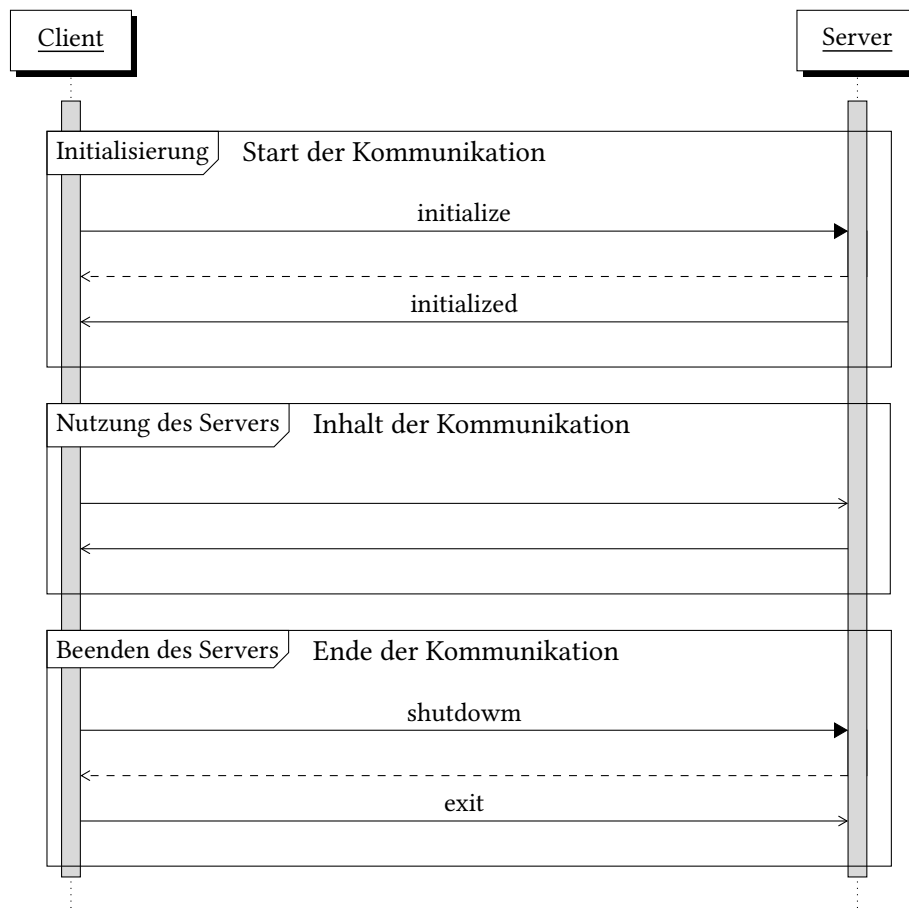 Client
Server
Initialisierung
Start der Kommunikation
initialize
initialized
Nutzung des Servers
Inhalt der Kommunikation
Beenden des Servers
Ende der Kommunikation
shutdowm
exit